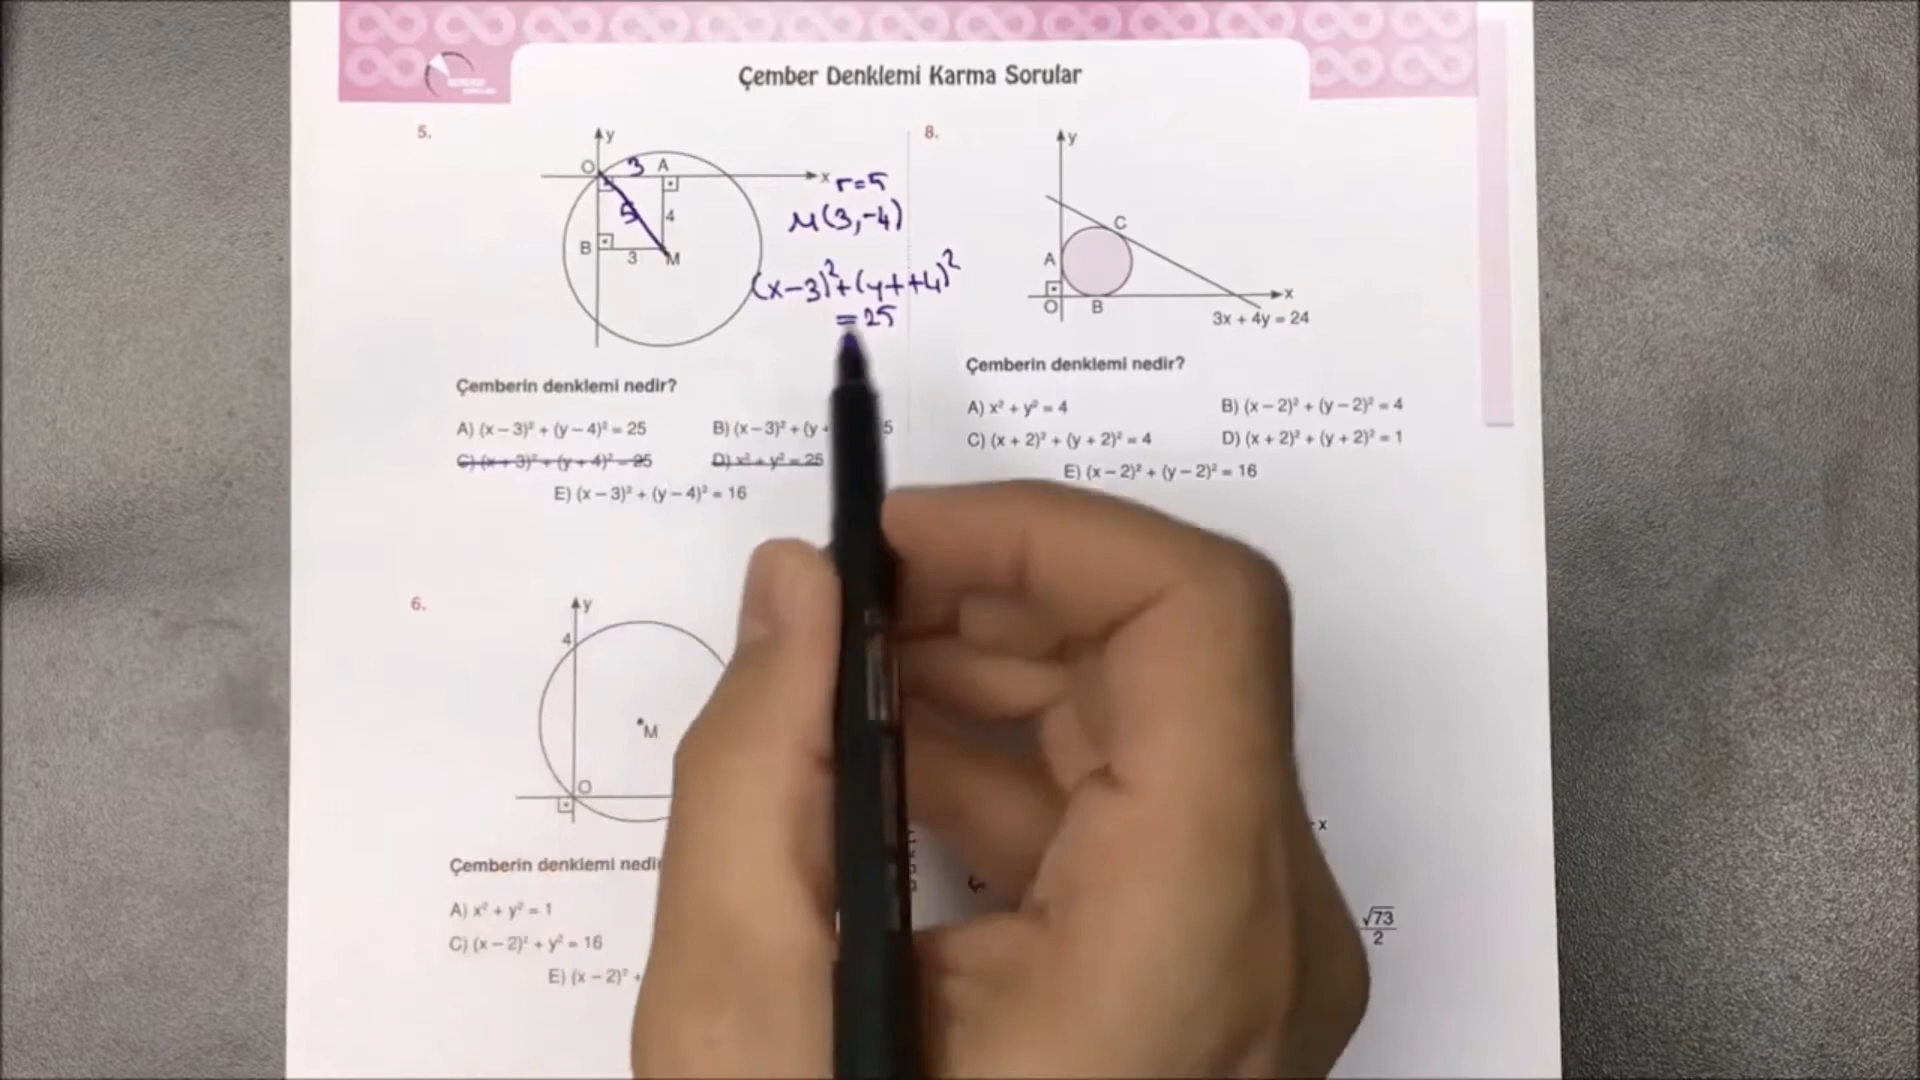 Çember Denklemi Karma Sorular
5.
y
O 3 A
x
5
4
B
3
M
r=5
M(3,-4)
(x-3)²+(y++4)²
=25
Çemberin denklemi nedir?
A) (x – 3)² + (y – 4)² = 25
B) (x – 3)² + (y + 5
C) (x + 3)² + (y + 4)² = 25
D) x² + y² = 25
E) (x – 3)² + (y – 4)² = 16
6.
y
4
M
O
Çemberin denklemi nedi
A) x² + y² = 1
C) (x – 2)² + y² = 16
E) (x – 2)² +
8.
y
C
A
O B
x
3x + 4y = 24
Çemberin denklemi nedir?
A) x² + y² = 4
B) (x – 2)² + (y – 2)² = 4
C) (x + 2)² + (y + 2)² = 4
D) (x + 2)² + (y + 2)² = 1
E) (x – 2)² + (y – 2)² = 16
x
√73
2